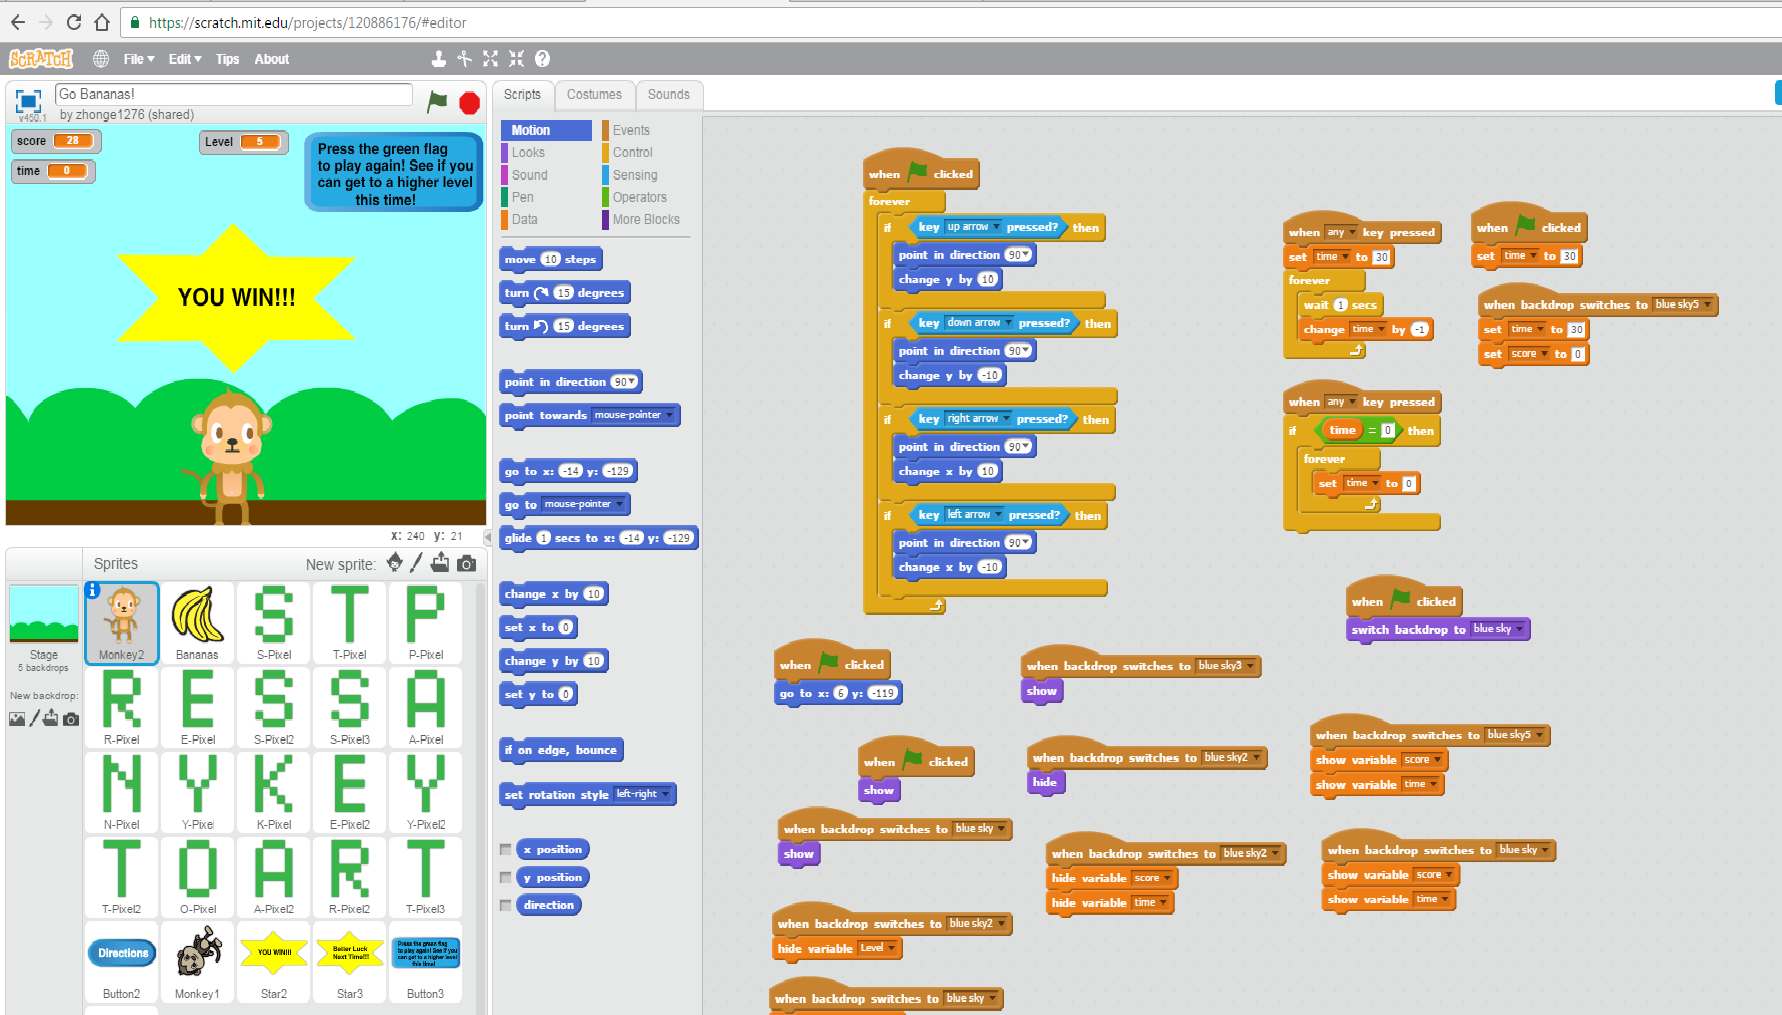 https://scratch.mit.edu/projects/120886176/#editor
SCRATCH
File
Edit
Tips
About
v450.1
Go Bananas!
by zhonge1276 (shared)
score 28
Level 5
time 0
Press the green flag
to play again! See if you
can get to a higher level
this time!
YOU WIN!!!
x: 240 y: 21
Sprites
New sprite:
Stage
5 backdrops
New backdrop:
Monkey2
Bananas
S-Pixel
T-Pixel
P-Pixel
R-Pixel
E-Pixel
S-Pixel2
S-Pixel3
A-Pixel
N-Pixel
Y-Pixel
K-Pixel
E-Pixel2
Y-Pixel2
T-Pixel2
O-Pixel
A-Pixel2
R-Pixel2
T-Pixel3
Directions
YOU WIN!!!
Better Luck
Next Time!!!
Press the green flag
to play again! See if you
can get to a higher level
this time!
Button2
Monkey1
Star2
Star3
Button3
Scripts
Costumes
Sounds
Motion
Looks
Sound
Pen
Data
Events
Control
Sensing
Operators
More Blocks
move 10 steps
turn 15 degrees
turn 15 degrees
point in direction 90
point towards mouse-pointer
go to x: -14 y: -129
go to mouse-pointer
glide 1 secs to x: -14 y: -129
change x by 10
set x to 0
change y by 10
set y to 0
if on edge, bounce
set rotation style left-right
x position
y position
direction
when clicked
forever
if key up arrow pressed? then
point in direction 90
change y by 10
if key down arrow pressed? then
point in direction 90
change y by -10
if key right arrow pressed? then
point in direction 90
change x by 10
if key left arrow pressed? then
point in direction 90
change x by -10
when any key pressed
set time to 30
forever
wait 1 secs
change time by -1
when clicked
set time to 30
when backdrop switches to blue sky5
set time to 30
set score to 0
when any key pressed
if time = 0 then
forever
set time to 0
when clicked
switch backdrop to blue sky
when clicked
go to x: 6 y: -119
when backdrop switches to blue sky3
show
when clicked
show
when backdrop switches to blue sky2
hide
when backdrop switches to blue sky5
show variable score
show variable time
when backdrop switches to blue sky
show
when backdrop switches to blue sky2
hide variable score
hide variable time
when backdrop switches to blue sky
show variable score
show variable time
when backdrop switches to blue sky2
hide variable Level
when backdrop switches to blue sky